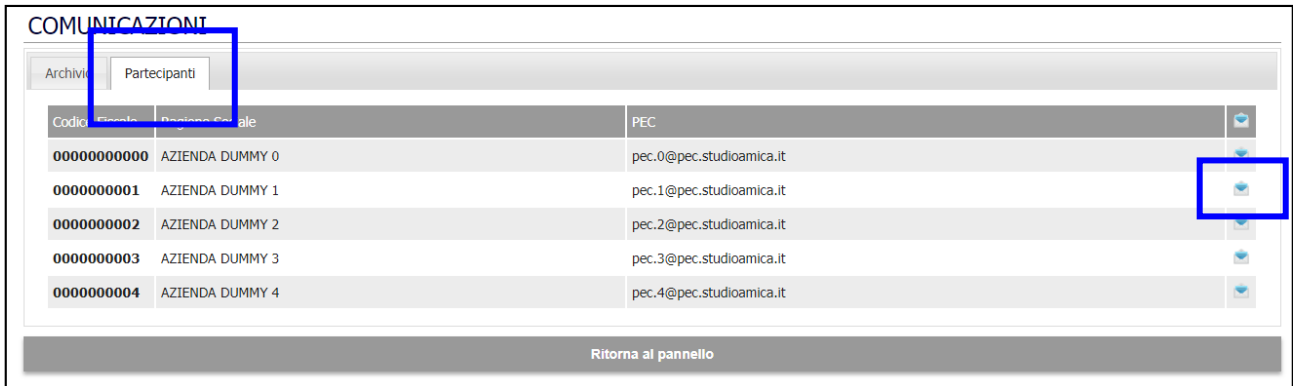 COMUNICAZIONI
Archivio Partecipanti
Codice Fiscale Ragione Sociale PEC
00000000000 AZIENDA DUMMY 0 pec.0@pec.studioamica.it
0000000001 AZIENDA DUMMY 1 pec.1@pec.studioamica.it
0000000002 AZIENDA DUMMY 2 pec.2@pec.studioamica.it
0000000003 AZIENDA DUMMY 3 pec.3@pec.studioamica.it
0000000004 AZIENDA DUMMY 4 pec.4@pec.studioamica.it
Ritorna al pannello